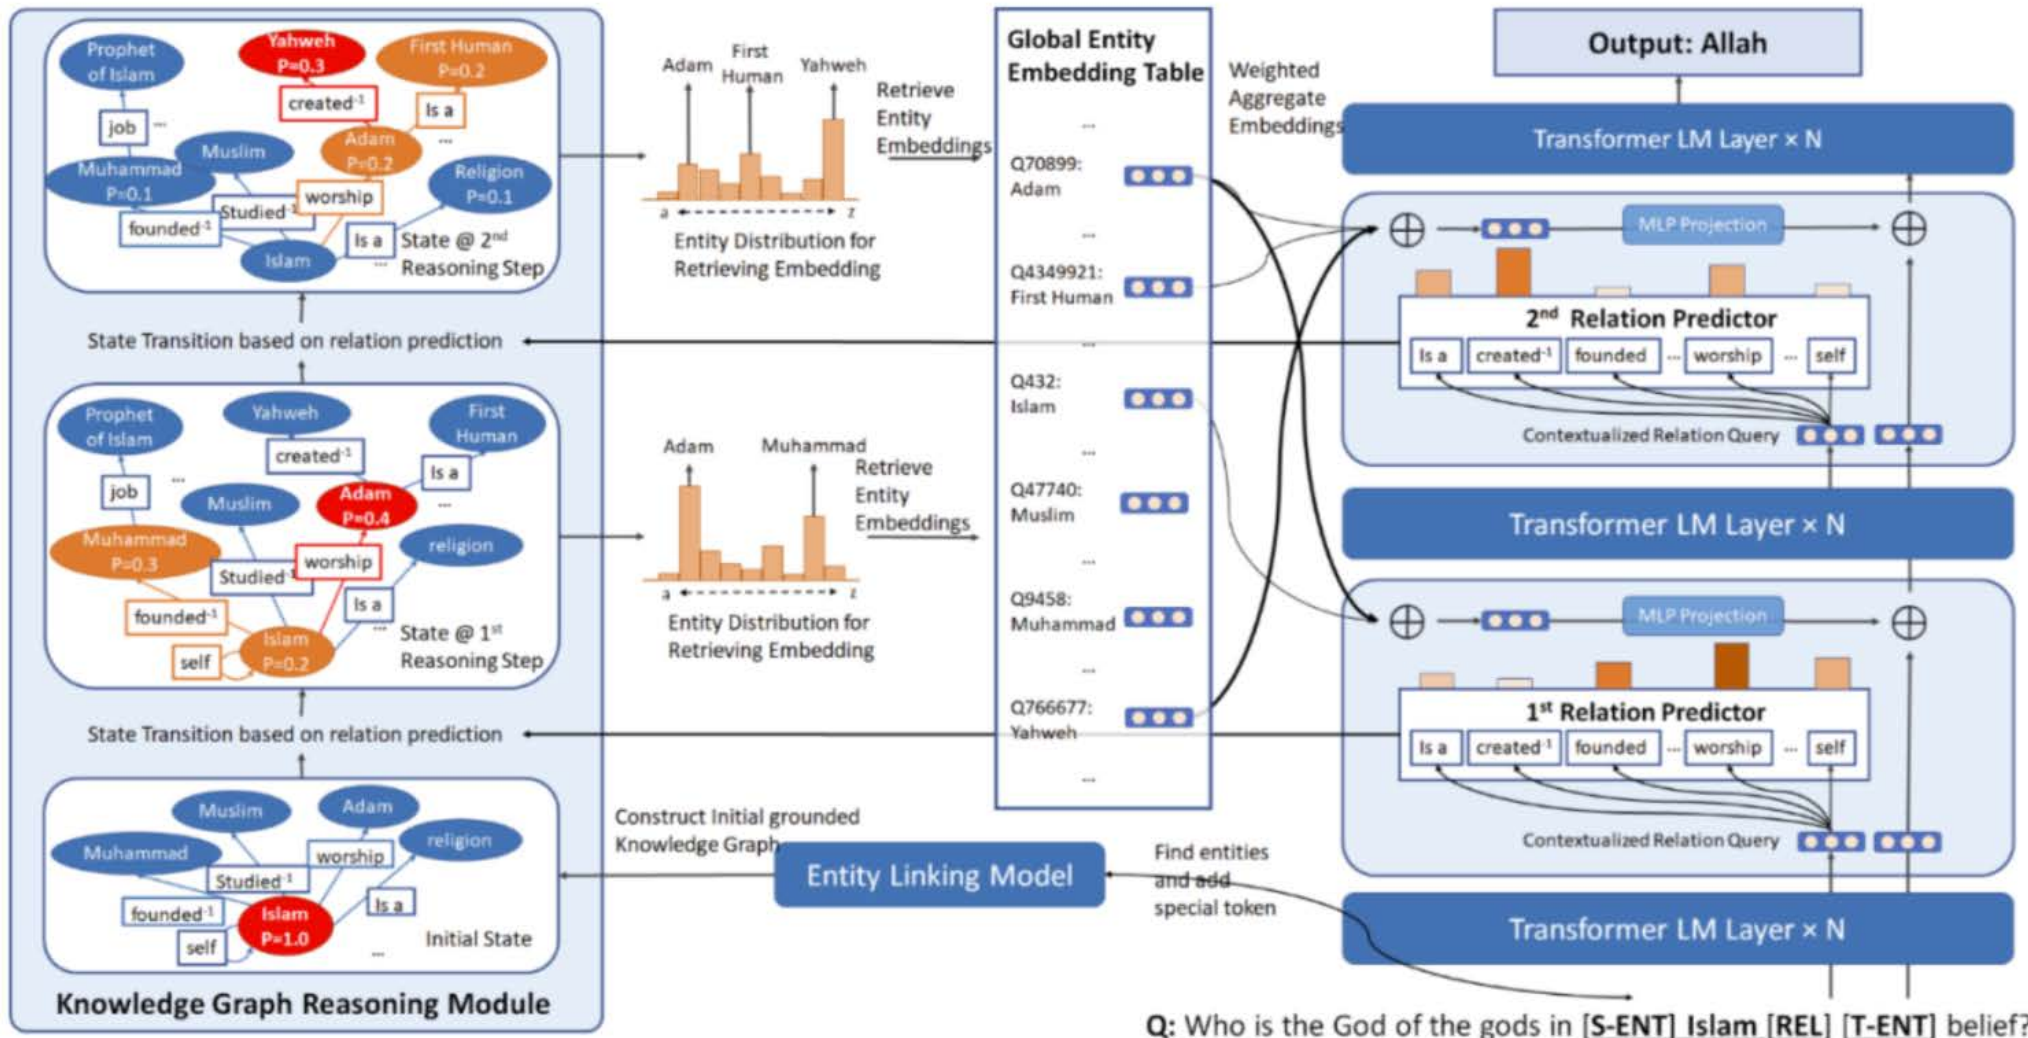 Prophet
of Islam
Yahweh
P=0.3
First Human
P=0.2
created-1
Is a
job
...
Muslim
Adam
P=0.2
...
Muhammad
P=0.1
Religion
P=0.1
worship
Studied-1
founded-1
Is a
...
Islam
State @ 2nd
Reasoning Step
State Transition based on relation prediction
Prophet
of Islam
Yahweh
First
Human
created-1
Is a
job
...
Muslim
Adam
P=0.4
...
Muhammad
P=0.3
religion
worship
Studied-1
founded-1
Is a
...
self
Islam
P=0.2
State @ 1st
Reasoning Step
State Transition based on relation prediction
Muslim
Adam
Muhammad
religion
worship
Studied-1
founded-1
Is a
Islam
P=1.0
self
...
Initial State
Knowledge Graph Reasoning Module
Adam
First
Human
Yahweh
a
z
Entity Distribution for
Retrieving Embedding
Retrieve
Entity
Embeddings
Adam
Muhammad
a
z
Entity Distribution for
Retrieving Embedding
Retrieve
Entity
Embeddings
Construct Initial grounded
Knowledge Graph
Entity Linking Model
Find entities
and add
special token
Global Entity
Embedding Table
...
Q70899:
Adam
...
Q4349921:
First Human
...
Q432:
Islam
...
Q47740:
Muslim
...
Q9458:
Muhammad
...
Q766677:
Yahweh
...
Weighted
Aggregate
Embeddings
Output: Allah
Transformer LM Layer × N
MLP Projection
2nd Relation Predictor
Is a created-1 founded ... worship ... self
Contextualized Relation Query
Transformer LM Layer × N
MLP Projection
1st Relation Predictor
Is a created-1 founded ... worship ... self
Contextualized Relation Query
Transformer LM Layer × N
Q: Who is the God of the gods in [S-ENT] Islam [REL] [T-ENT] belief?